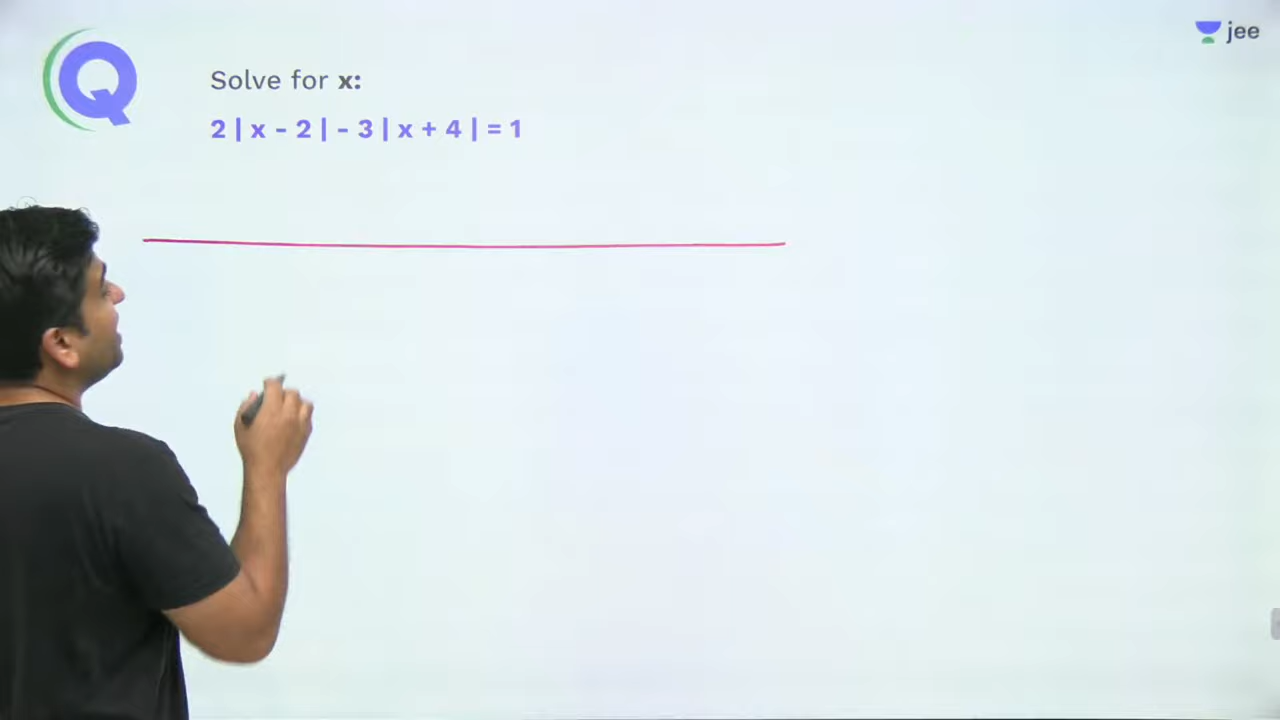 jee
Q
Solve for x:
2 | x - 2 | - 3 | x + 4 | = 1